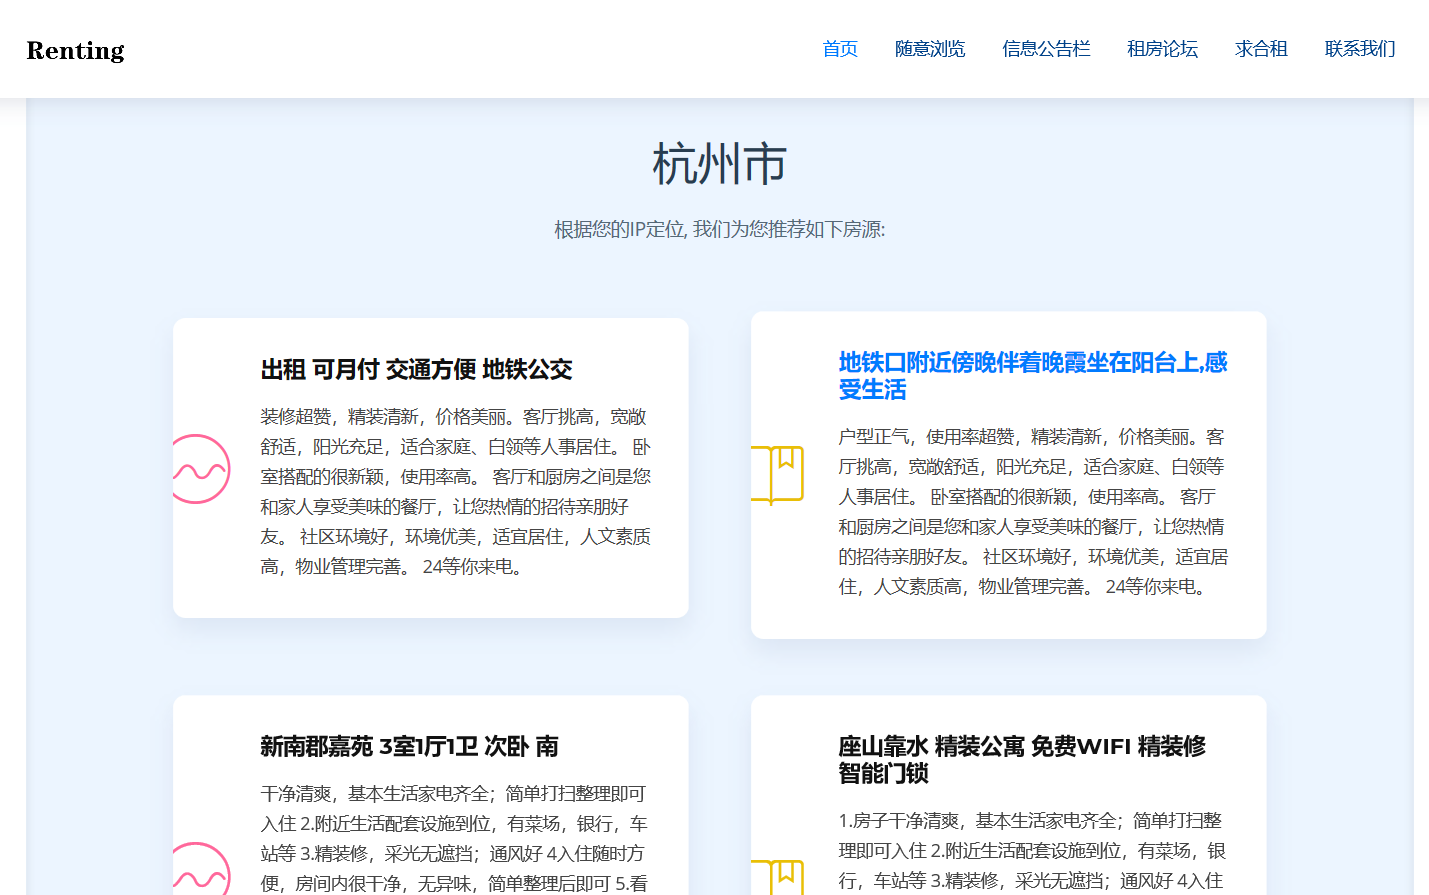 Renting
首页 随意浏览 信息公告栏 租房论坛 求合租 联系我们
杭州市
根据您的IP定位, 我们为您推荐如下房源:
出租 可月付 交通方便 地铁公交
装修超赞，精装清新，价格美丽。客厅挑高，宽敞
舒适，阳光充足，适合家庭、白领等人事居住。 卧
室搭配的很新颖，使用率高。 客厅和厨房之间是您
和家人享受美味的餐厅，让您热情的招待亲朋好
友。 社区环境好，环境优美，适宜居住，人文素质
高，物业管理完善。 24等你来电。
地铁口附近傍晚伴着晚霞坐在阳台上,感
受生活
户型正气，使用率超赞，精装清新，价格美丽。客
厅挑高，宽敞舒适，阳光充足，适合家庭、白领等
人事居住。 卧室搭配的很新颖，使用率高。 客厅
和厨房之间是您和家人享受美味的餐厅，让您热情
的招待亲朋好友。 社区环境好，环境优美，适宜居
住，人文素质高，物业管理完善。 24等你来电。
新南郡嘉苑 3室1厅1卫 次卧 南
干净清爽，基本生活家电齐全；简单打扫整理即可
入住 2.附近生活配套设施到位，有菜场，银行，车
站等 3.精装修，采光无遮挡；通风好 4入住随时方
便，房间内很干净，无异味，简单整理后即可 5.看
座山靠水 精装公寓 免费WIFI 精装修
智能门锁
1.房子干净清爽，基本生活家电齐全；简单打扫整
理即可入住 2.附近生活配套设施到位，有菜场，银
行，车站等 3.精装修，采光无遮挡；通风好 4入住